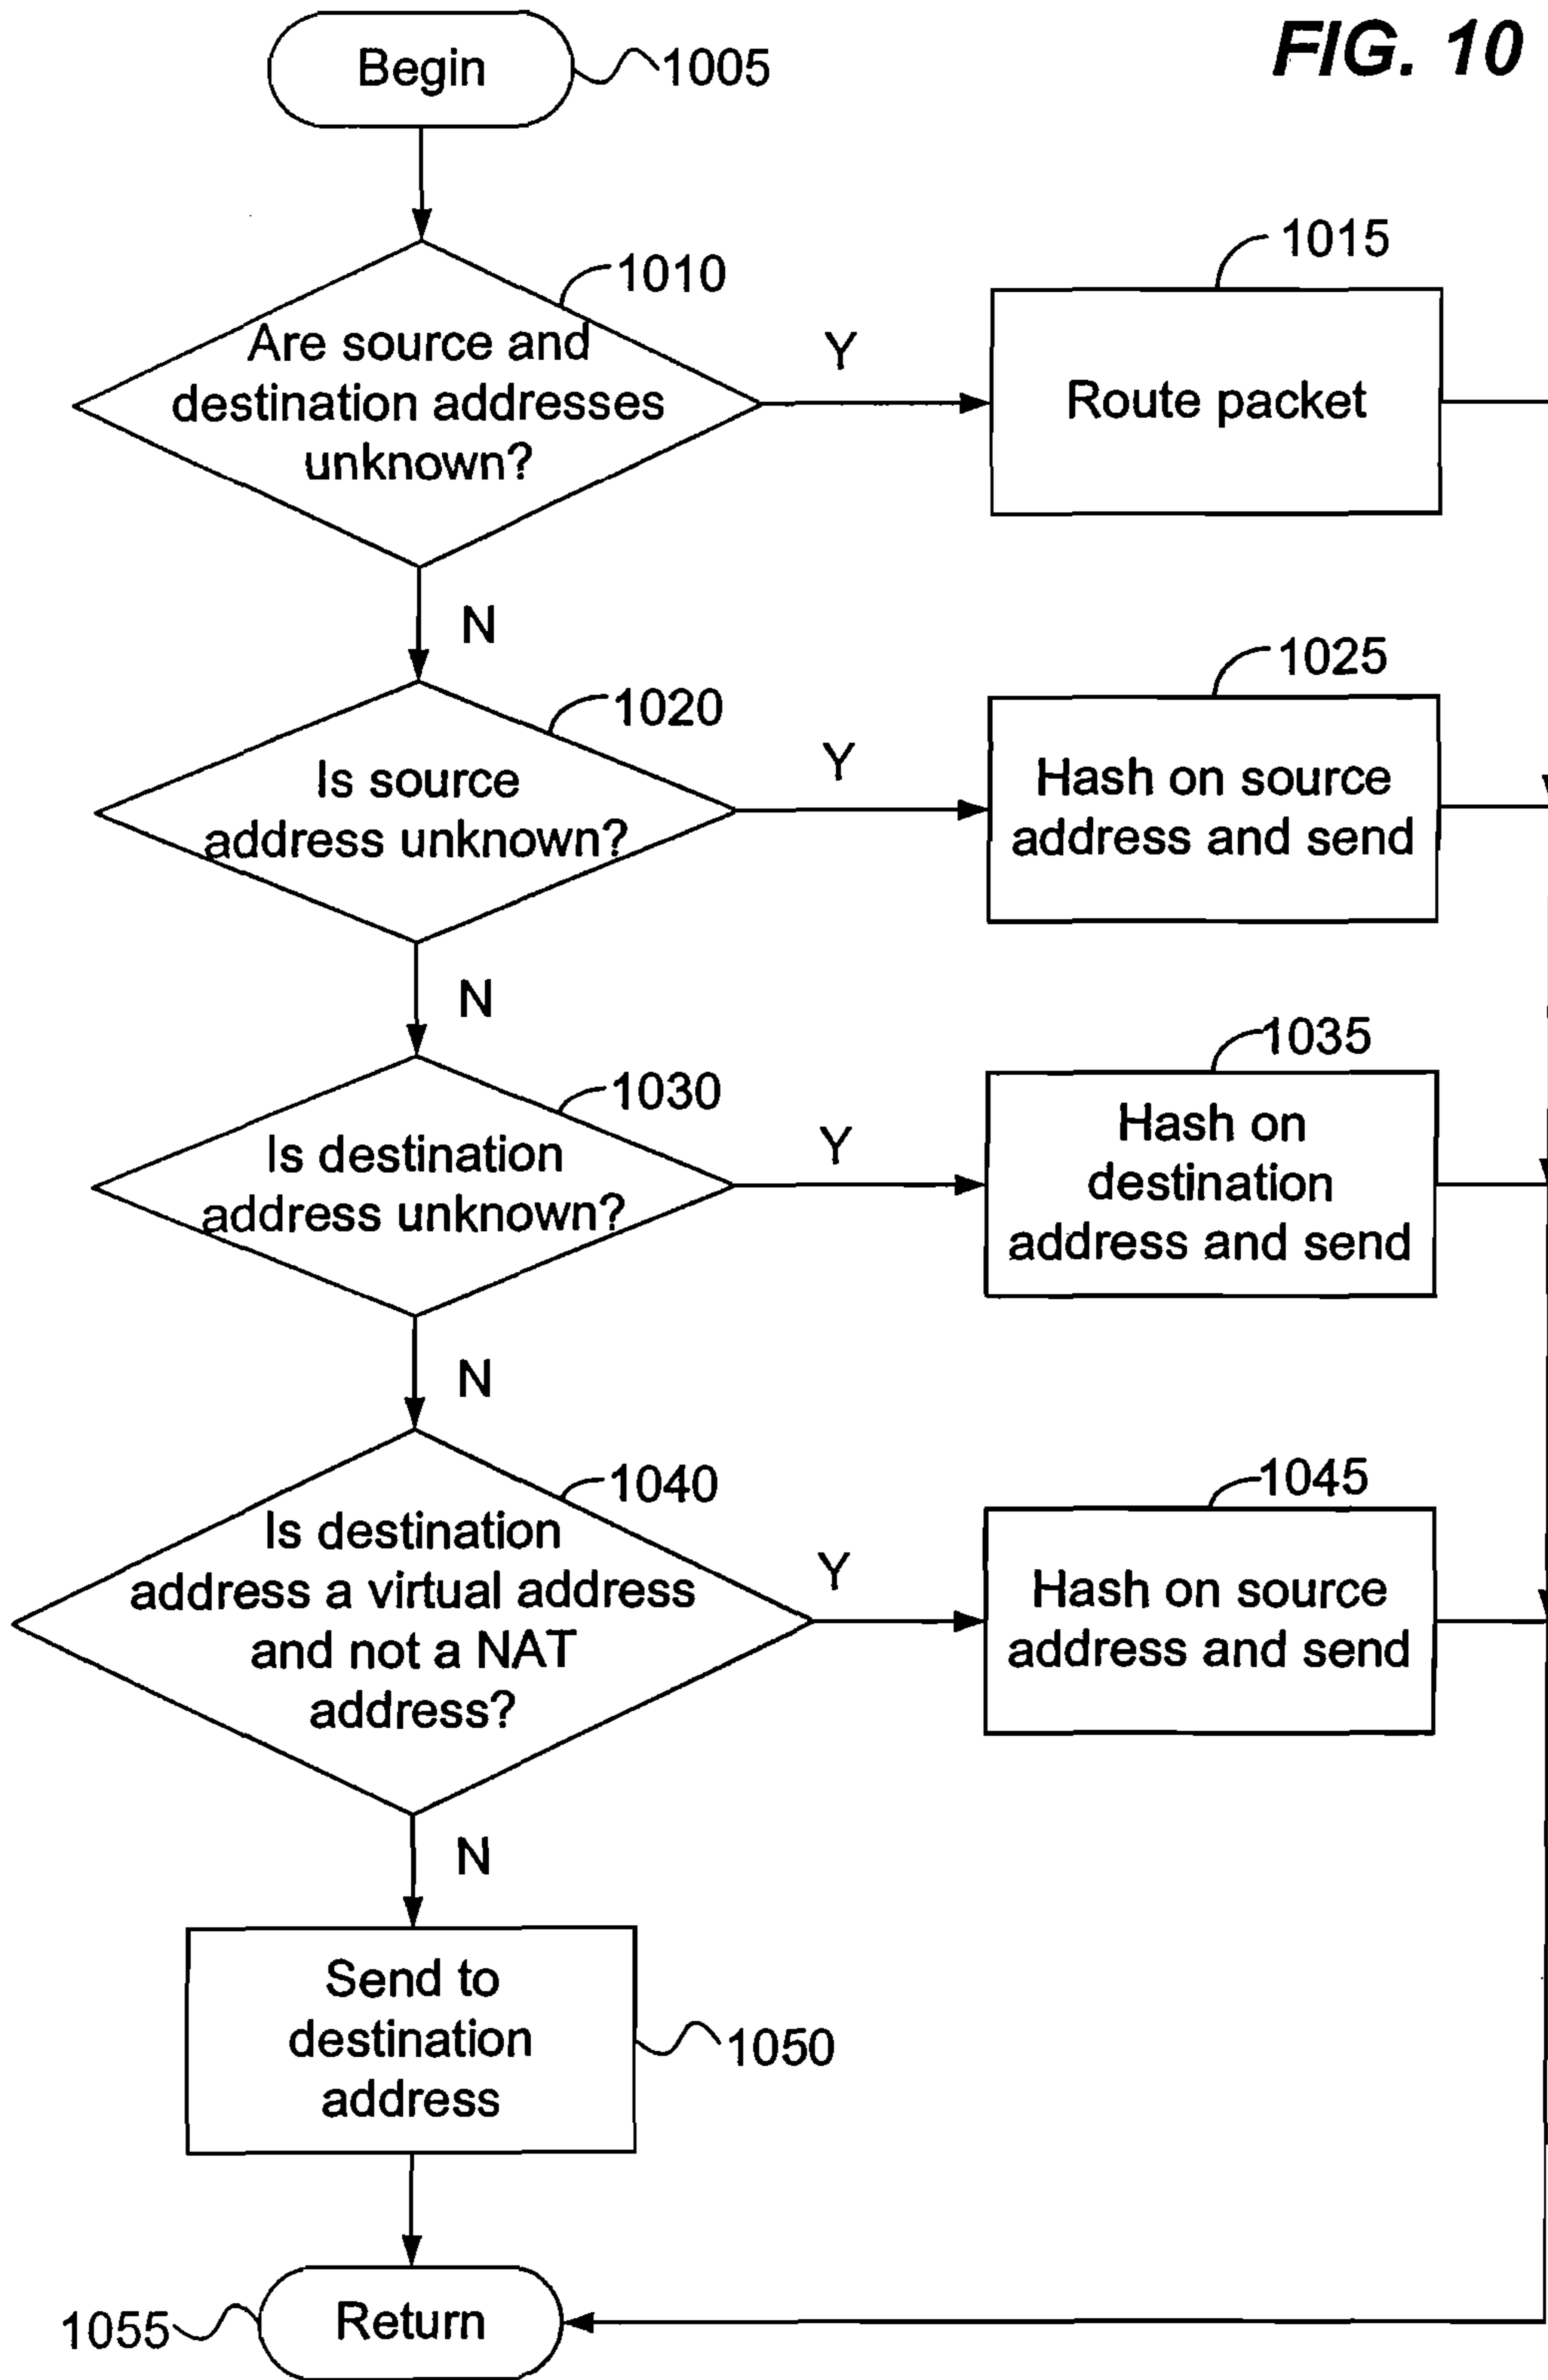 FIG. 10
Begin
1005
1010
Are source and
destination addresses
unknown?
Y
1015
Route packet
N
1020
Is source
address unknown?
Y
1025
Hash on source
address and send
N
1030
Is destination
address unknown?
Y
1035
Hash on
destination
address and send
N
1040
Is destination
address a virtual address
and not a NAT
address?
Y
1045
Hash on source
address and send
N
Send to
destination
address
1050
1055
Return